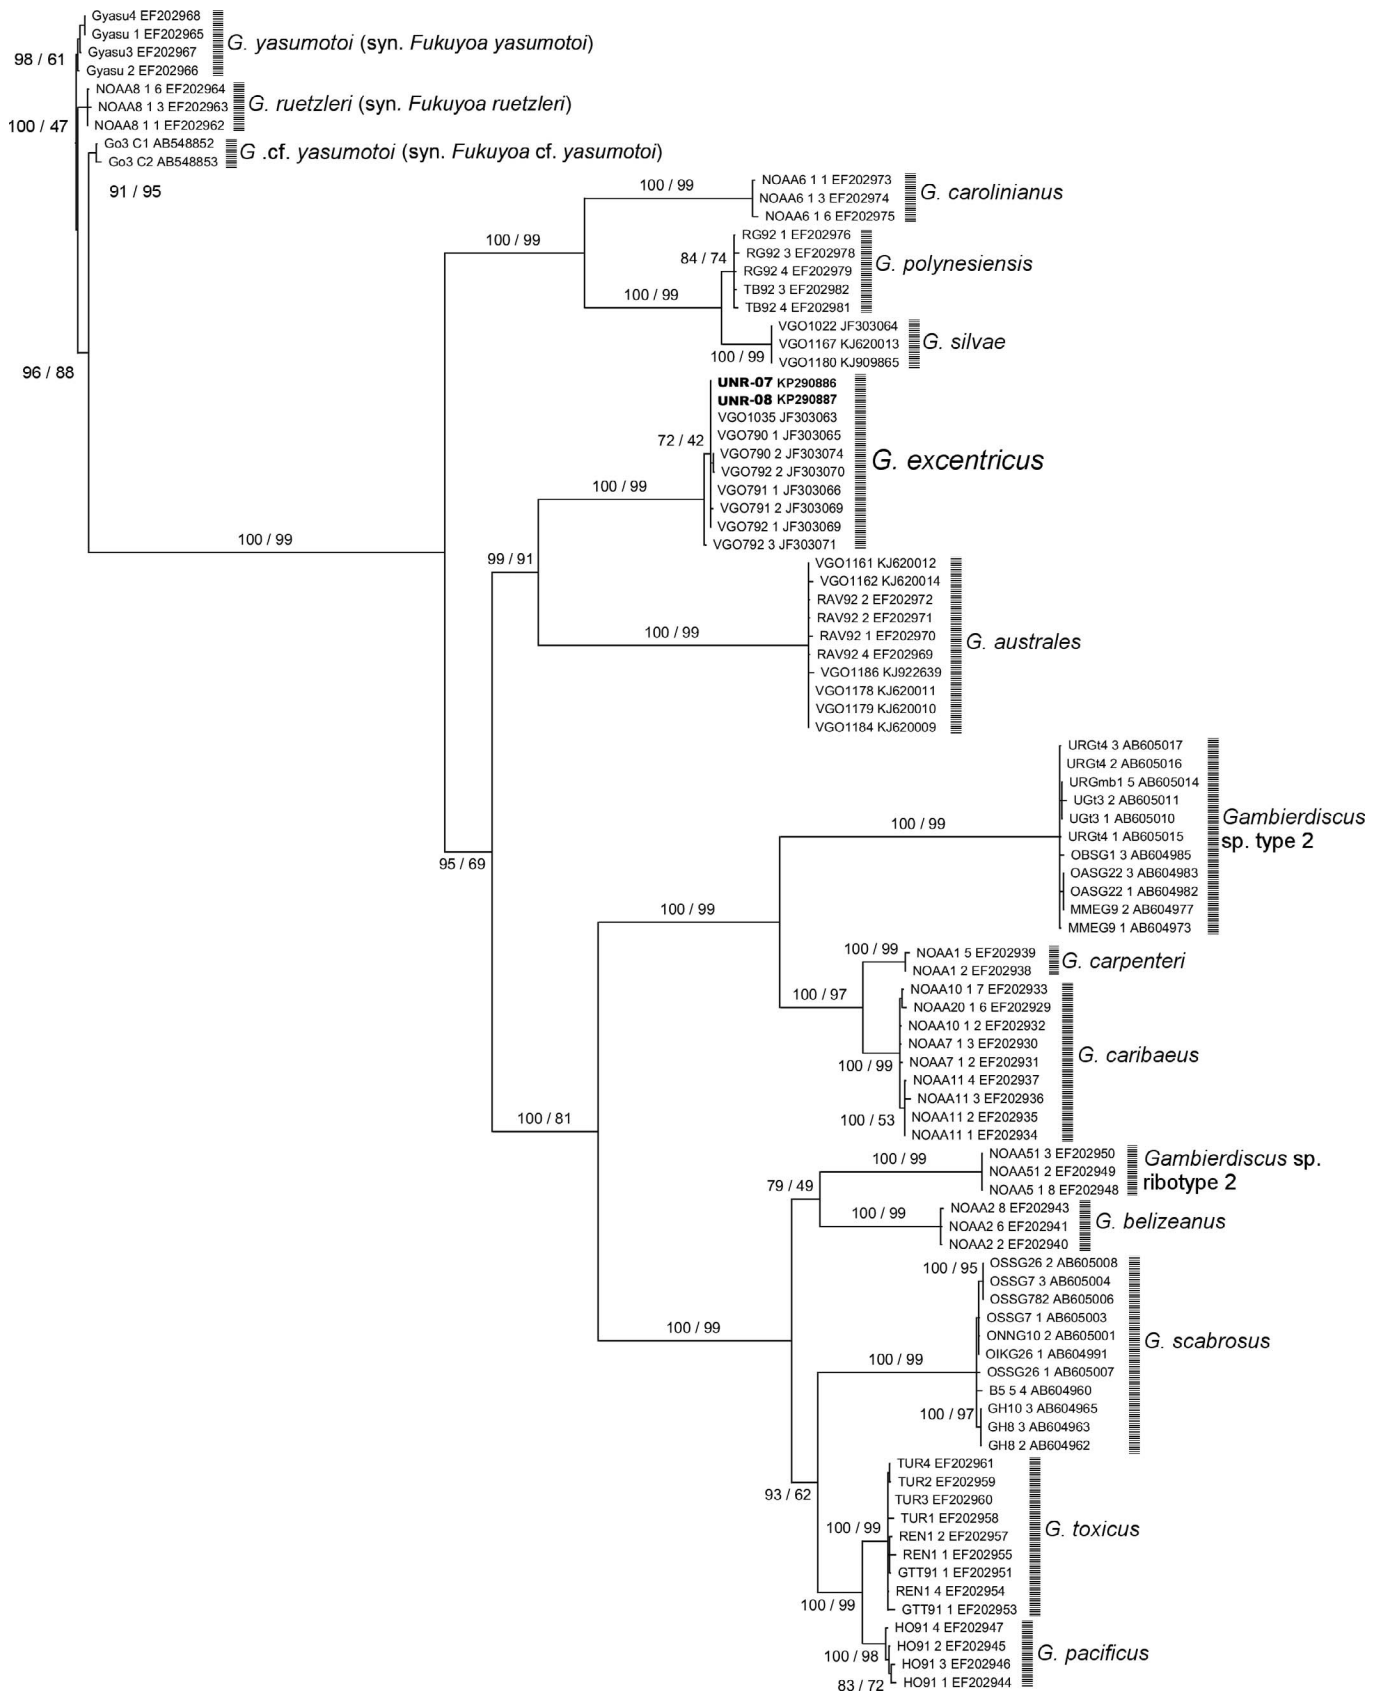 Gyasu4 EF202968
Gyasu 1 EF202965
Gyasu3 EF202967
Gyasu 2 EF202966
G. yasumotoi (syn. Fukuyoa yasumotoi)
98 / 61
NOAA8 1 6 EF202964
NOAA8 1 3 EF202963
NOAA8 1 1 EF202962
G. ruetzleri (syn. Fukuyoa ruetzleri)
100 / 47
Go3 C1 AB548852
Go3 C2 AB548853
G .cf. yasumotoi (syn. Fukuyoa cf. yasumotoi)
91 / 95
96 / 88
100 / 99
NOAA6 1 1 EF202973
NOAA6 1 3 EF202974
NOAA6 1 6 EF202975
G. carolinianus
100 / 99
100 / 99
RG92 1 EF202976
RG92 3 EF202978
RG92 4 EF202979
TB92 3 EF202982
TB92 4 EF202981
G. polynesiensis
84 / 74
100 / 99
VGO1022 JF303064
VGO1167 KJ620013
VGO1180 KJ909865
G. silvae
100 / 99
UNR-07 KP290886
UNR-08 KP290887
VGO1035 JF303063
VGO790 1 JF303065
VGO790 2 JF303074
VGO792 2 JF303070
VGO791 1 JF303066
VGO791 2 JF303069
VGO792 1 JF303069
VGO792 3 JF303071
G. excentricus
72 / 42
100 / 99
99 / 91
VGO1161 KJ620012
VGO1162 KJ620014
RAV92 2 EF202972
RAV92 2 EF202971
RAV92 1 EF202970
RAV92 4 EF202969
VGO1186 KJ922639
VGO1178 KJ620011
VGO1179 KJ620010
VGO1184 KJ620009
G. australes
100 / 99
95 / 69
URGt4 3 AB605017
URGt4 2 AB605016
URGmb1 5 AB605014
UGt3 2 AB605011
UGt3 1 AB605010
URGt4 1 AB605015
OBSG1 3 AB604985
OASG22 3 AB604983
OASG22 1 AB604982
MMEG9 2 AB604977
MMEG9 1 AB604973
Gambierdiscus
sp. type 2
100 / 99
100 / 99
NOAA1 5 EF202939
NOAA1 2 EF202938
G. carpenteri
100 / 99
100 / 97
NOAA10 1 7 EF202933
NOAA20 1 6 EF202929
NOAA10 1 2 EF202932
NOAA7 1 3 EF202930
NOAA7 1 2 EF202931
NOAA11 4 EF202937
NOAA11 3 EF202936
NOAA11 2 EF202935
NOAA11 1 EF202934
G. caribaeus
100 / 99
100 / 53
100 / 81
NOAA51 3 EF202950
NOAA51 2 EF202949
NOAA5 1 8 EF202948
Gambierdiscus sp.
ribotype 2
100 / 99
79 / 49
NOAA2 8 EF202943
NOAA2 6 EF202941
NOAA2 2 EF202940
G. belizeanus
100 / 99
OSSG26 2 AB605008
OSSG7 3 AB605004
OSSG782 AB605006
OSSG7 1 AB605003
ONNG10 2 AB605001
OIKG26 1 AB604991
OSSG26 1 AB605007
B5 5 4 AB604960
GH10 3 AB604965
GH8 3 AB604963
GH8 2 AB604962
G. scabrosus
100 / 95
100 / 99
100 / 99
100 / 97
93 / 62
TUR4 EF202961
TUR2 EF202959
TUR3 EF202960
TUR1 EF202958
REN1 2 EF202957
REN1 1 EF202955
GTT91 1 EF202951
REN1 4 EF202954
GTT91 1 EF202953
G. toxicus
100 / 99
100 / 99
HO91 4 EF202947
HO91 2 EF202945
HO91 3 EF202946
HO91 1 EF202944
G. pacificus
100 / 98
83 / 72